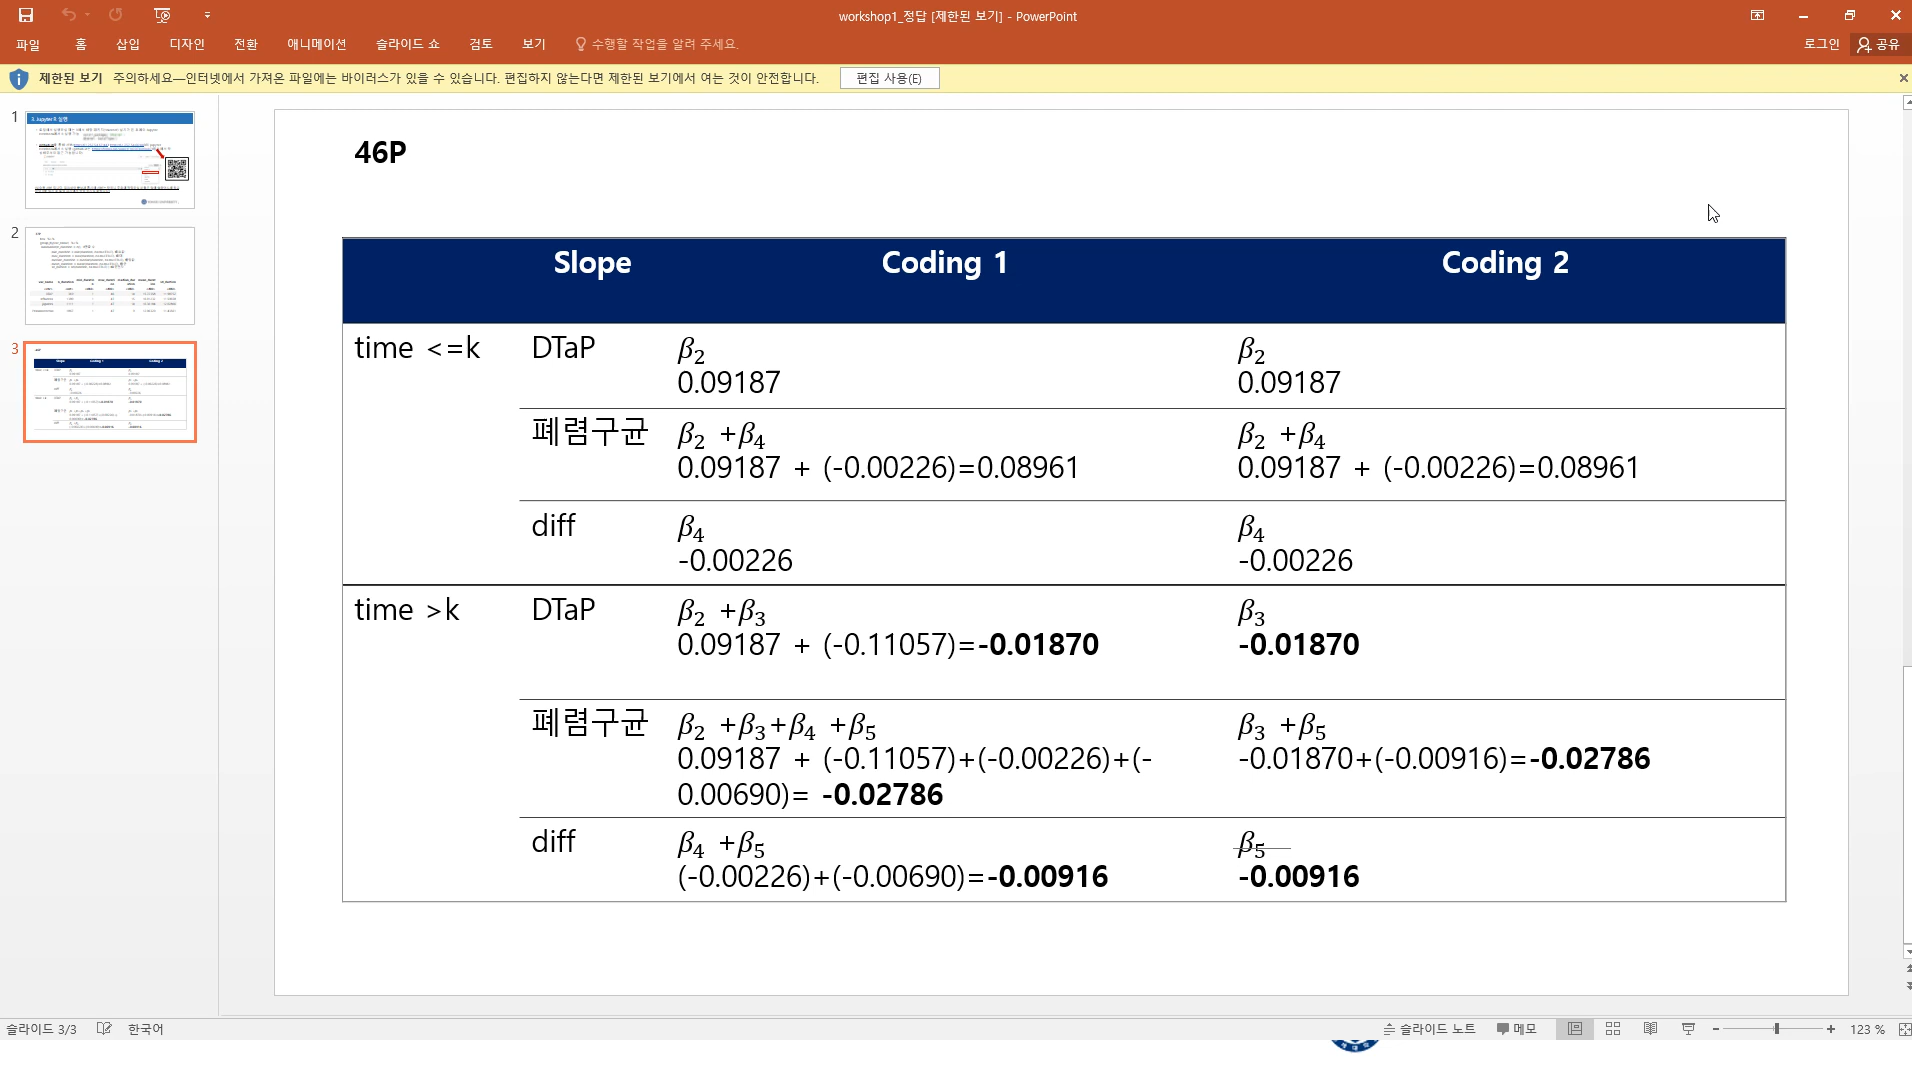 workshop1_정답 [제한된 보기] - PowerPoint
파일 홈 삽입 디자인 전환 애니메이션 슬라이드 쇼 검토 보기 수행할 작업을 알려 주세요. 로그인 공유
제한된 보기 주의하세요—인터넷에서 가져온 파일에는 바이러스가 있을 수 있습니다. 편집하지 않는다면 제한된 보기에서 여는 것이 안전합니다. 편집 사용(E)
1
2
3
46P
Slope Coding 1 Coding 2
time <=k DTaP β2 β2
0.09187 0.09187
폐렴구균 β2 +β4 β2 +β4
0.09187 + (-0.00226)=0.08961 0.09187 + (-0.00226)=0.08961
diff β4 β4
-0.00226 -0.00226
time >k DTaP β2 +β3 β3
0.09187 + (-0.11057)=-0.01870 -0.01870
폐렴구균 β2 +β3+β4 +β5 β3 +β5
0.09187 + (-0.11057)+(-0.00226)+(- -0.01870+(-0.00916)=-0.02786
0.00690)= -0.02786
diff β4 +β5 β5
(-0.00226)+(-0.00690)=-0.00916 -0.00916
슬라이드 3/3 한국어 슬라이드 노트 메모 123 %